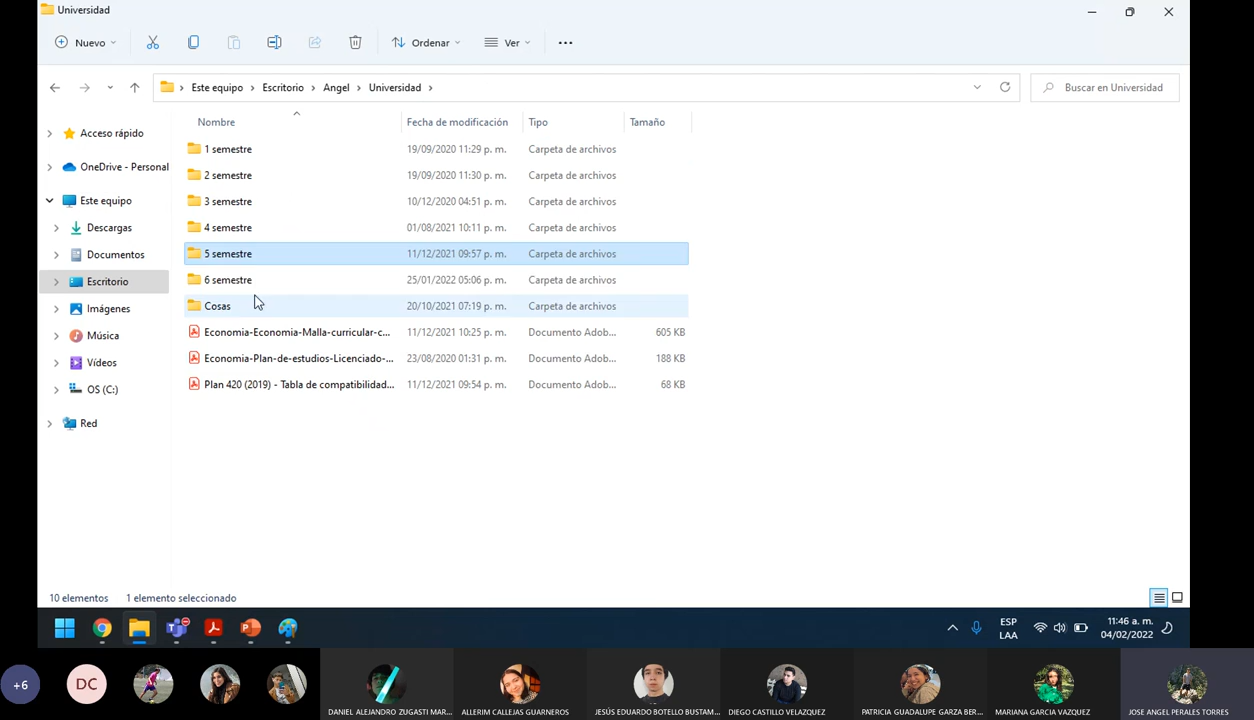 Universidad
Nuevo
Ordenar
Ver
Este equipo > Escritorio > Angel > Universidad >
Buscar en Universidad
Nombre Fecha de modificación Tipo Tamaño
1 semestre 19/09/2020 11:29 p. m. Carpeta de archivos
2 semestre 19/09/2020 11:30 p. m. Carpeta de archivos
3 semestre 10/12/2020 04:51 p. m. Carpeta de archivos
4 semestre 01/08/2021 10:11 p. m. Carpeta de archivos
5 semestre 11/12/2021 09:57 p. m. Carpeta de archivos
6 semestre 25/01/2022 05:06 p. m. Carpeta de archivos
Cosas 20/10/2021 07:19 p. m. Carpeta de archivos
Economia-Economia-Malla-curricular-c... 11/12/2021 10:25 p. m. Documento Adob... 605 KB
Economia-Plan-de-estudios-Licenciado-... 23/08/2020 01:31 p. m. Documento Adob... 188 KB
Plan 420 (2019) - Tabla de compatibilidad... 11/12/2021 09:54 p. m. Documento Adob... 68 KB
Acceso rápido
OneDrive - Personal
Este equipo
Descargas
Documentos
Escritorio
Imágenes
Música
Vídeos
OS (C:)
Red
10 elementos 1 elemento seleccionado
ESP
LAA
11:46 a. m.
04/02/2022
+6
DC
DANIEL ALEJANDRO ZUGASTI MAR...
ALLERIM CALLEJAS GUARNEROS
JESÚS EDUARDO BOTELLO BUSTAM...
DIEGO CASTILLO VELAZQUEZ
PATRICIA GUADALUPE GARZA BER...
MARIANA GARCIA VAZQUEZ
JOSE ANGEL PERALES TORRES